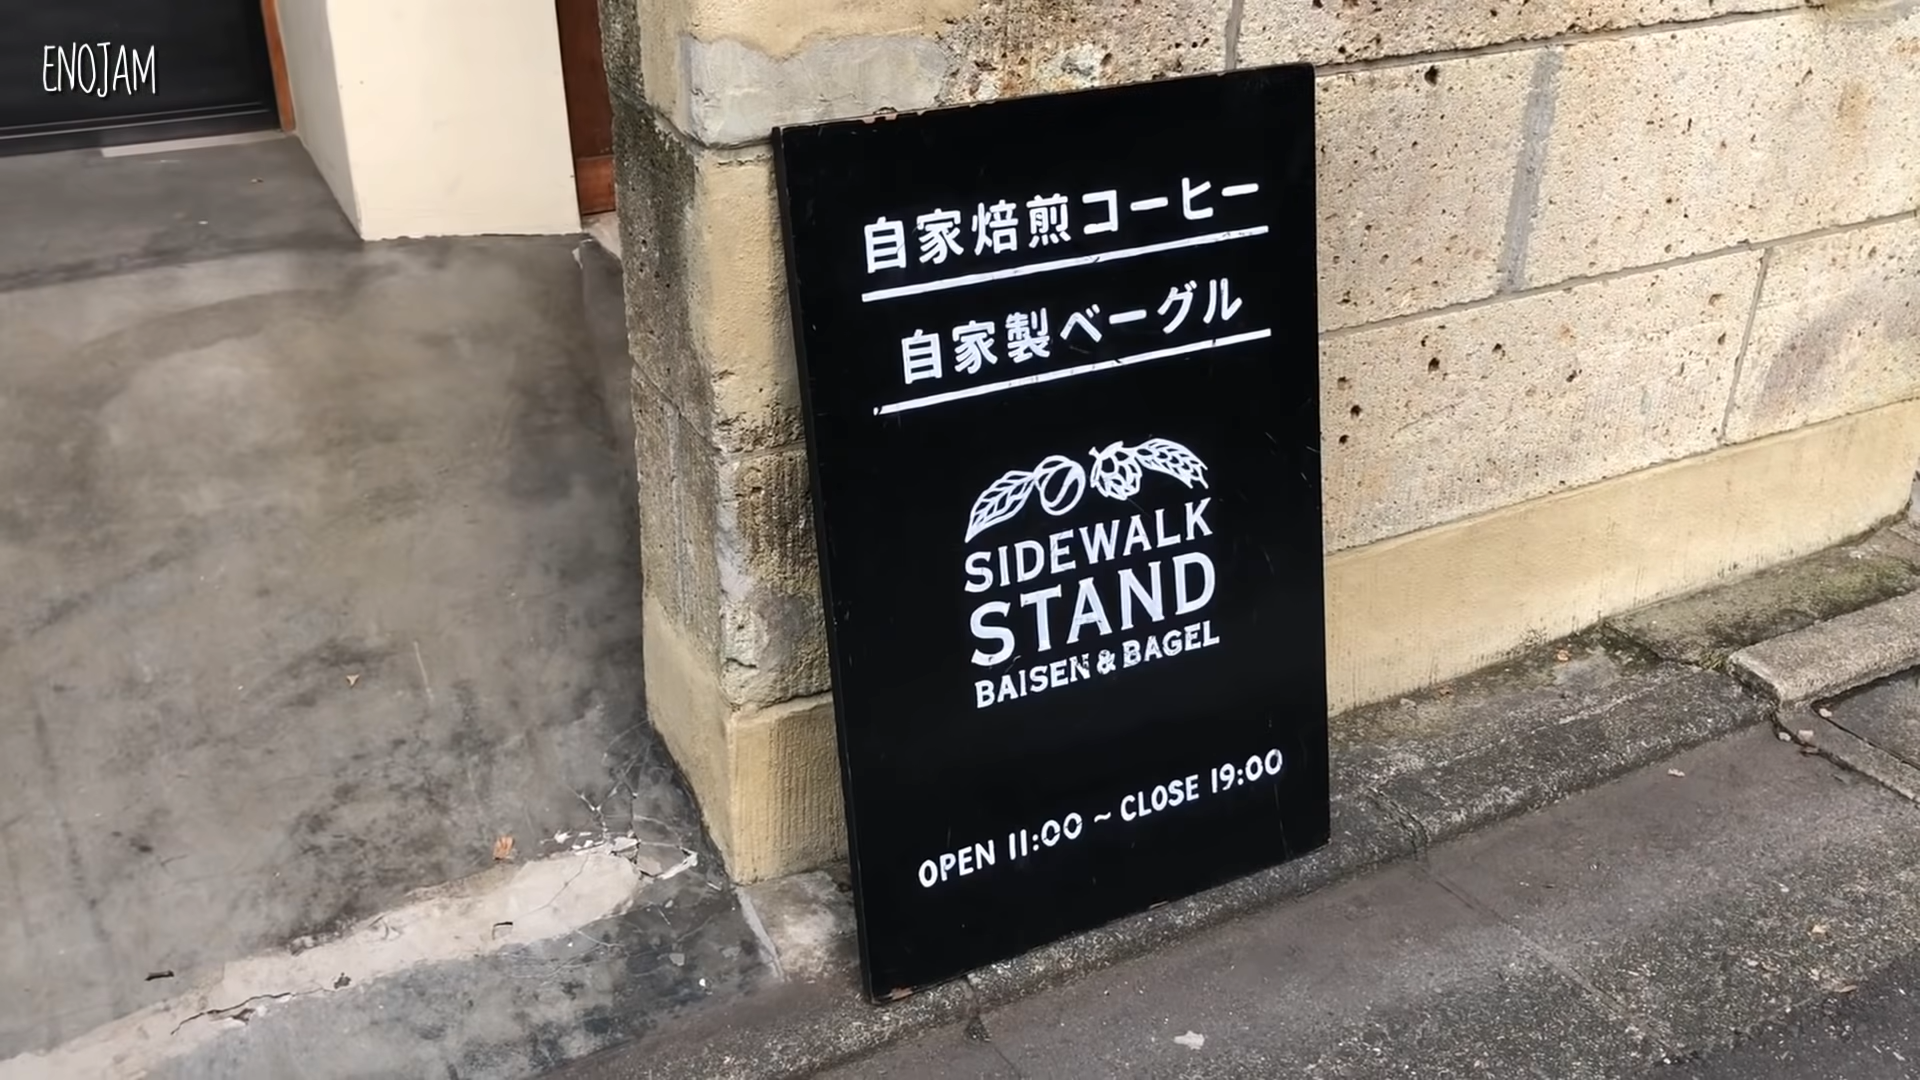 ENOJAM
自家焙煎コーヒー
自家製ベーグル
SIDEWALK
STAND
BAISEN & BAGEL
OPEN 11:00 ~ CLOSE 19:00